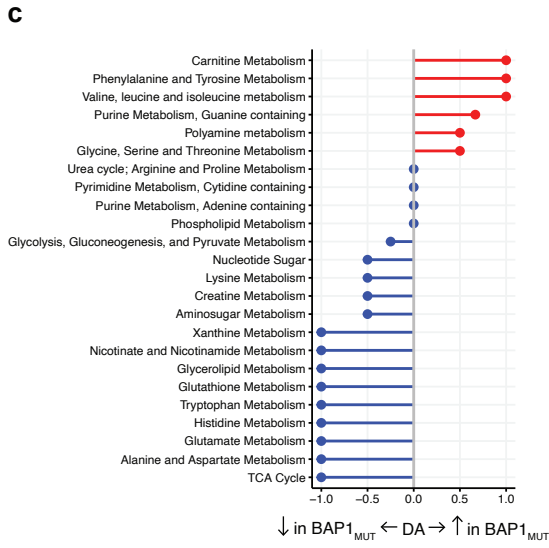 c
Carnitine Metabolism
Phenylalanine and Tyrosine Metabolism
Valine, leucine and isoleucine metabolism
Purine Metabolism, Guanine containing
Polyamine metabolism
Glycine, Serine and Threonine Metabolism
Urea cycle; Arginine and Proline Metabolism
Pyrimidine Metabolism, Cytidine containing
Purine Metabolism, Adenine containing
Phospholipid Metabolism
Glycolysis, Gluconeogenesis, and Pyruvate Metabolism
Nucleotide Sugar
Lysine Metabolism
Creatine Metabolism
Aminosugar Metabolism
Xanthine Metabolism
Nicotinate and Nicotinamide Metabolism
Glycerolipid Metabolism
Glutathione Metabolism
Tryptophan Metabolism
Histidine Metabolism
Glutamate Metabolism
Alanine and Aspartate Metabolism
TCA Cycle
−1.0 −0.5 0.0 0.5 1.0
↓ in BAP1MUT ← DA → ↑ in BAP1MUT